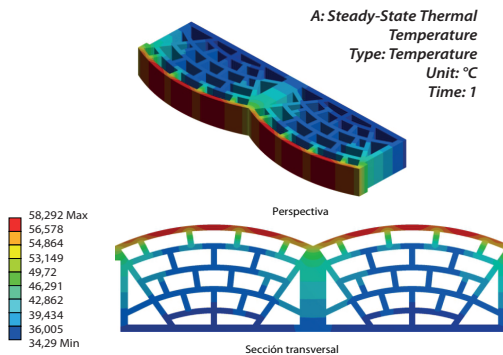 A: Steady-State Thermal
Temperature
Type: Temperature
Unit: °C
Time: 1
Perspectiva
58,292 Max
56,578
54,864
53,149
49,72
46,291
42,862
39,434
36,005
34,29 Min
Sección transversal